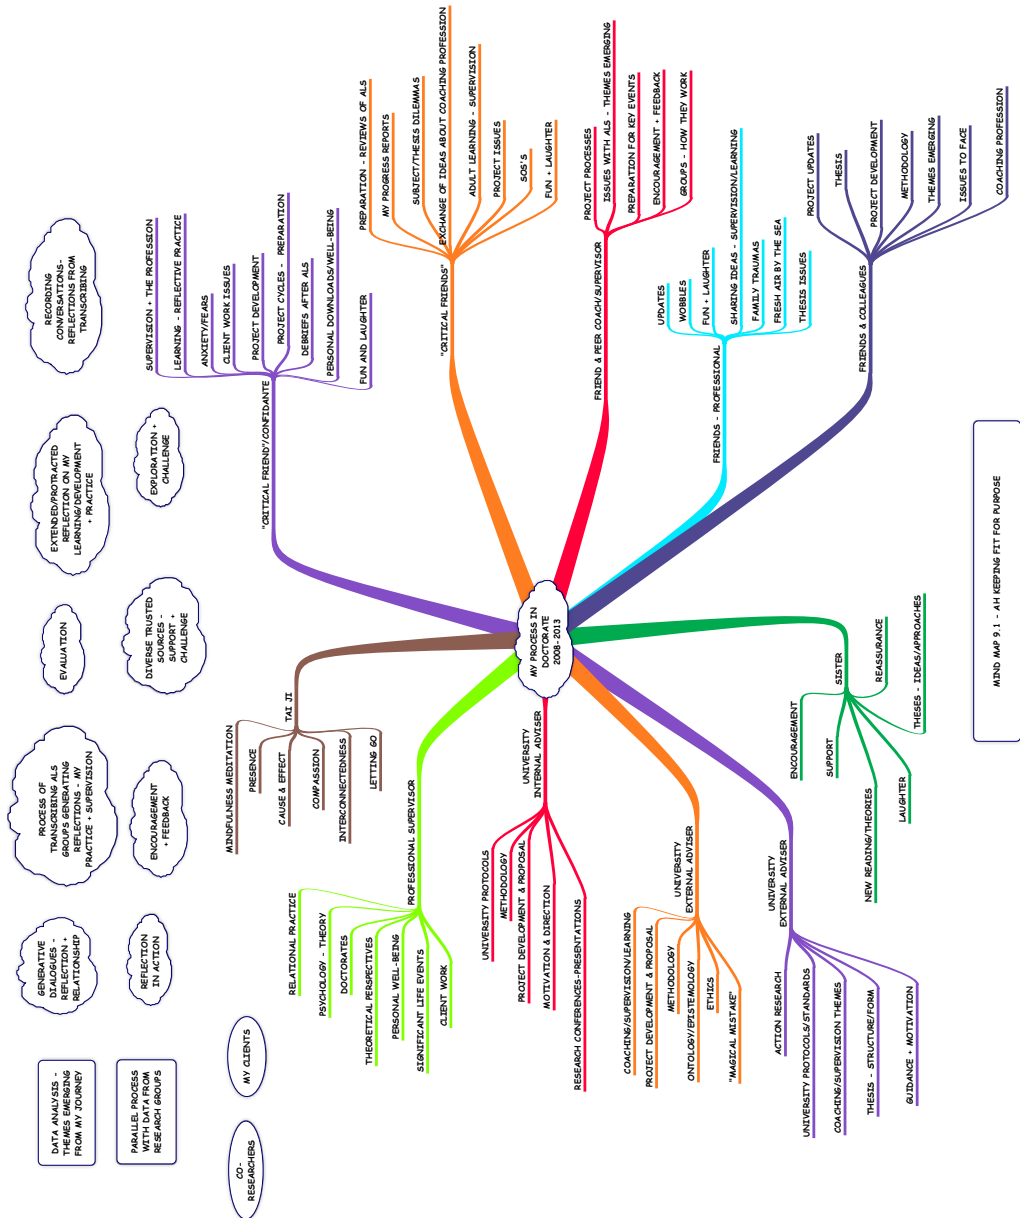 DATA ANALYSIS -
THEMES EMERGING
FROM MY JOURNEY
GENERATIVE
DIALOGUES -
REFLECTION +
RELATIONSHIP
PROCESS OF
TRANSCRIBING ALS
GROUPS GENERATING
REFLECTIONS - MY
PRACTICE + SUPERVISION
EVALUATION
EXTENDED/PROTRACTED
REFLECTION ON MY
LEARNING/DEVELOPMENT
+ PRACTICE
RECORDING
CONVERSATIONS-
REFLECTIONS FROM
TRANSCRIBING
PARALLEL PROCESS
WITH DATA FROM
RESEARCH GROUPS
REFLECTION
IN ACTION
ENCOURAGEMENT
+ FEEDBACK
DIVERSE TRUSTED
SOURCES -
SUPPORT +
CHALLENGE
EXPLORATION +
CHALLENGE
CO-
RESEARCHERS
MY CLIENTS
MY PROCESS IN
DOCTORATE
2008-2013
TAI JI
MINDFULNESS MEDITATION
PRESENCE
CAUSE & EFFECT
COMPASSION
INTERCONNECTEDNESS
LETTING GO
"CRITICAL FRIEND"/CONFIDANTE
SUPERVISION + THE PROFESSION
LEARNING - REFLECTIVE PRACTICE
ANXIETY/FEARS
CLIENT WORK ISSUES
PROJECT DEVELOPMENT
PROJECT CYCLES - PREPARATION
DEBRIEFS AFTER ALS
PERSONAL DOWNLOADS/WELL-BEING
FUN AND LAUGHTER
"CRITICAL FRIENDS"
PREPARATION - REVIEWS OF ALS
MY PROGRESS REPORTS
SUBJECT/THESIS DILEMMAS
EXCHANGE OF IDEAS ABOUT COACHING PROFESSION
ADULT LEARNING - SUPERVISION
PROJECT ISSUES
SOS'S
FUN + LAUGHTER
FRIEND & PEER COACH/SUPERVISOR
PROJECT PROCESSES
ISSUES WITH ALS - THEMES EMERGING
PREPARATION FOR KEY EVENTS
ENCOURAGEMENT + FEEDBACK
GROUPS - HOW THEY WORK
FRIENDS - PROFESSIONAL
UPDATES
WOBBLES
FUN + LAUGHTER
SHARING IDEAS - SUPERVISION/LEARNING
FAMILY TRAUMAS
FRESH AIR BY THE SEA
THESIS ISSUES
FRIENDS & COLLEAGUES
PROJECT UPDATES
THESIS
PROJECT DEVELOPMENT
METHODOLOGY
THEMES EMERGING
ISSUES TO FACE
COACHING PROFESSION
PROFESSIONAL SUPERVISOR
RELATIONAL PRACTICE
PSYCHOLOGY - THEORY
DOCTORATES
THEORETICAL PERSPECTIVES
PERSONAL WELL-BEING
SIGNIFICANT LIFE EVENTS
CLIENT WORK
UNIVERSITY
INTERNAL ADVISER
UNIVERSITY PROTOCOLS
METHODOLOGY
PROJECT DEVELOPMENT & PROPOSAL
MOTIVATION & DIRECTION
RESEARCH CONFERENCES-PRESENTATIONS
UNIVERSITY
EXTERNAL ADVISER
COACHING/SUPERVISION/LEARNING
PROJECT DEVELOPMENT & PROPOSAL
METHODOLOGY
ONTOLOGY/EPISTEMOLOGY
ETHICS
"MAGICAL MISTAKE"
UNIVERSITY
EXTERNAL ADVISER
ACTION RESEARCH
UNIVERSITY PROTOCOLS/STANDARDS
COACHING/SUPERVISION THEMES
THESIS - STRUCTURE/FORM
GUIDANCE + MOTIVATION
SISTER
ENCOURAGEMENT
SUPPORT
NEW READING/THEORIES
LAUGHTER
REASSURANCE
THESES - IDEAS/APPROACHES
MIND MAP 9.1 - AH KEEPING FIT FOR PURPOSE